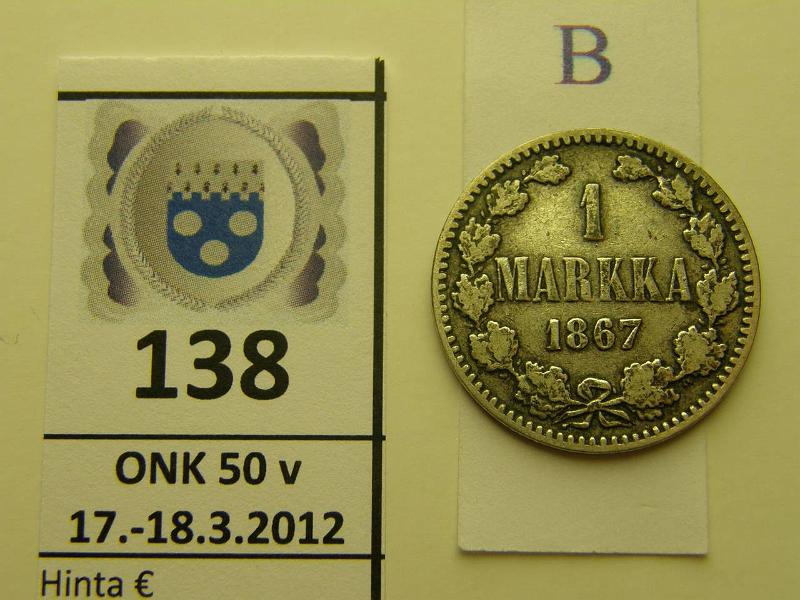 138
ONK 50 v
17.-18.3.2012
Hinta €
B
1
MARKKA
1867